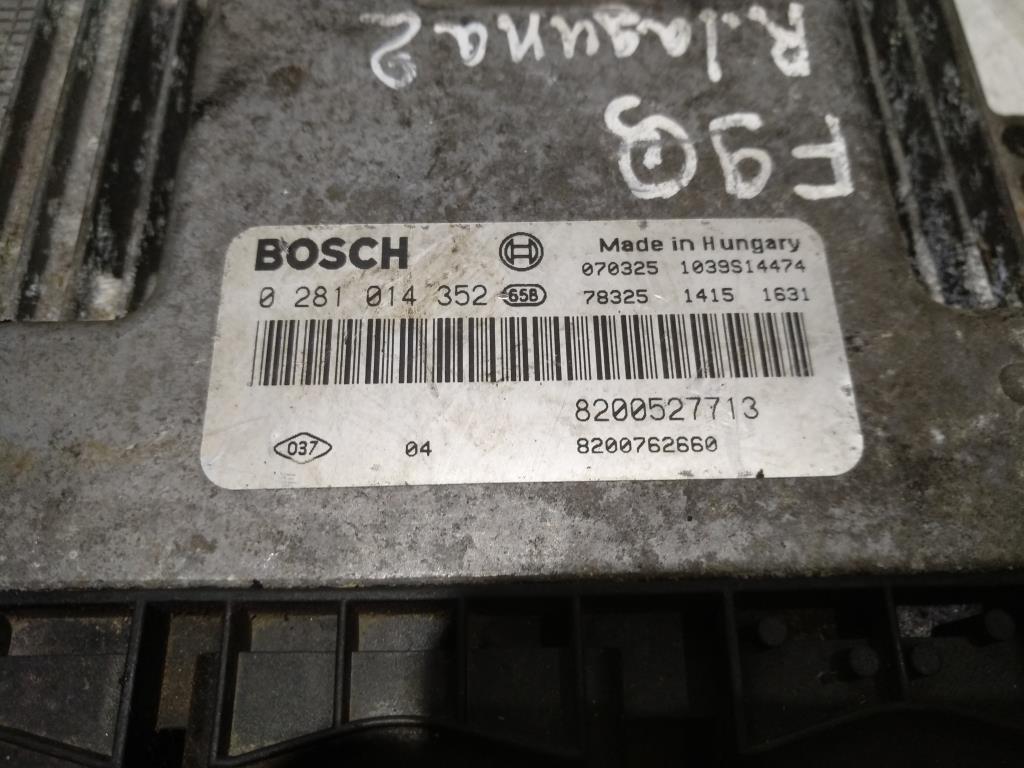 R.laguna2
F9Q
BOSCH
Made in Hungary
070325 1039S14474
0 281 014 352 65B 78325 1415 1631
8200527713
037 04 8200762660